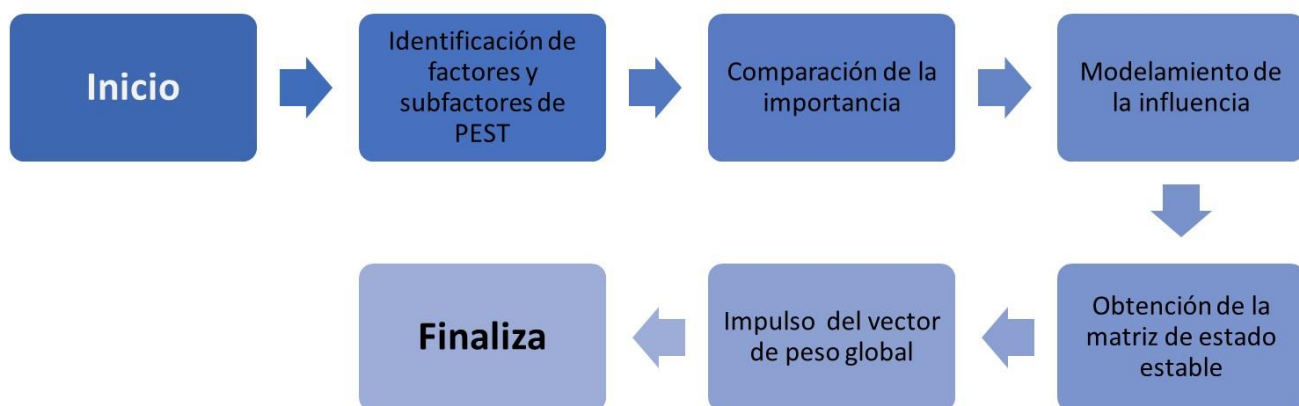 Inicio
Identificación de
factores y
subfactores de
PEST
Comparación de la
importancia
Modelamiento de
la influencia
Obtención de la
matriz de estado
estable
Impulso del vector
de peso global
Finaliza